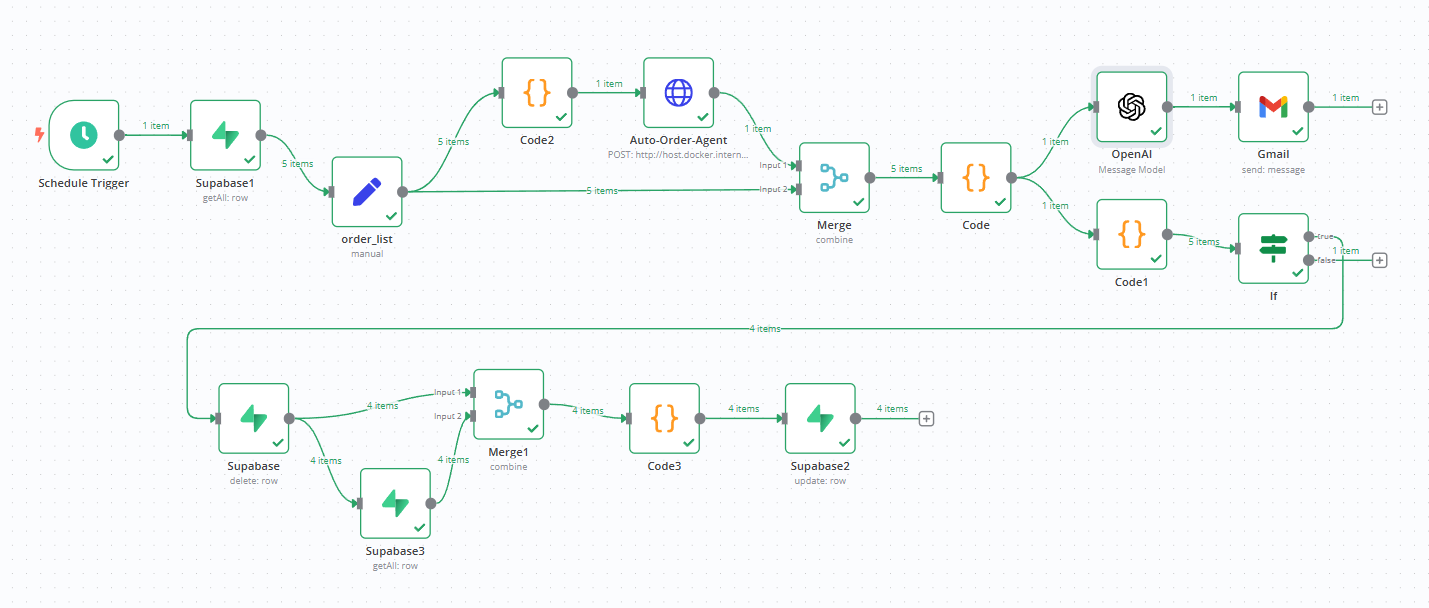 Schedule Trigger
1 item
Supabase1
getAll: row
5 items
order_list
manual
5 items
5 items
{}
Code2
1 item
Auto-Order-Agent
POST: http://host.docker.intern...
1 item
Input 1
Input 2
Merge
combine
5 items
{}
Code
1 item
1 item
OpenAI
Message Model
1 item
Gmail
send: message
1 item
{}
Code1
5 items
If
true
false
1 item
4 items
Supabase
delete: row
4 items
4 items
Supabase3
getAll: row
4 items
Input 1
Input 2
Merge1
combine
4 items
{}
Code3
4 items
Supabase2
update: row
4 items